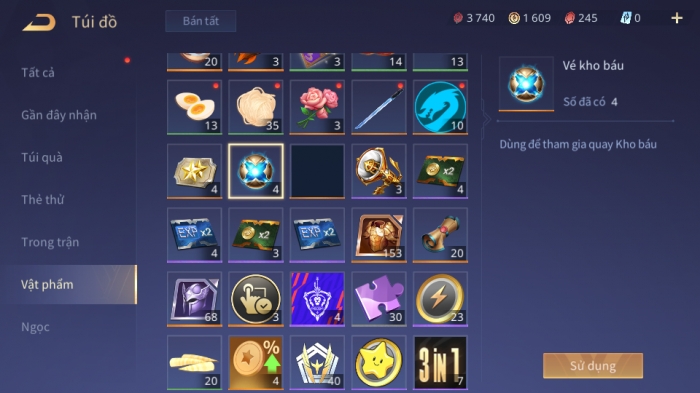 Túi đồ
Bán tất
3 740
1 609
245
0
+
Tất cả
Gần đây nhận
Túi quà
Thẻ thử
Trong trận
Vật phẩm
Ngọc
20 3 3 14 13
13 35 3 10
4 4 3 x2 4
EXP x2 4 x2 3 EXP x2 153 20
68 3 4 30 23
20 % 4 40 3 IN 1 7
Vé kho báu
Số đã có 4
Dùng để tham gia quay Kho báu
Sử dụng